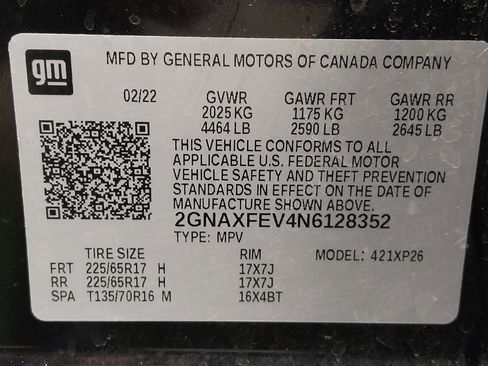 gm
MFD BY GENERAL MOTORS OF CANADA COMPANY
02/22 GVWR GAWR FRT GAWR RR
2025 KG 1175 KG 1200 KG
4464 LB 2590 LB 2645 LB
THIS VEHICLE CONFORMS TO ALL
APPLICABLE U.S. FEDERAL MOTOR
VEHICLE SAFETY AND THEFT PREVENTION
STANDARDS IN EFFECT ON THE DATE OF
MANUFACTURE SHOWN ABOVE.
2GNAXFEV4N6128352
TYPE: MPV
TIRE SIZE RIM MODEL: 421XP26
FRT 225/65R17 H 17X7J
RR 225/65R17 H 17X7J
SPA T135/70R16 M 16X4BT